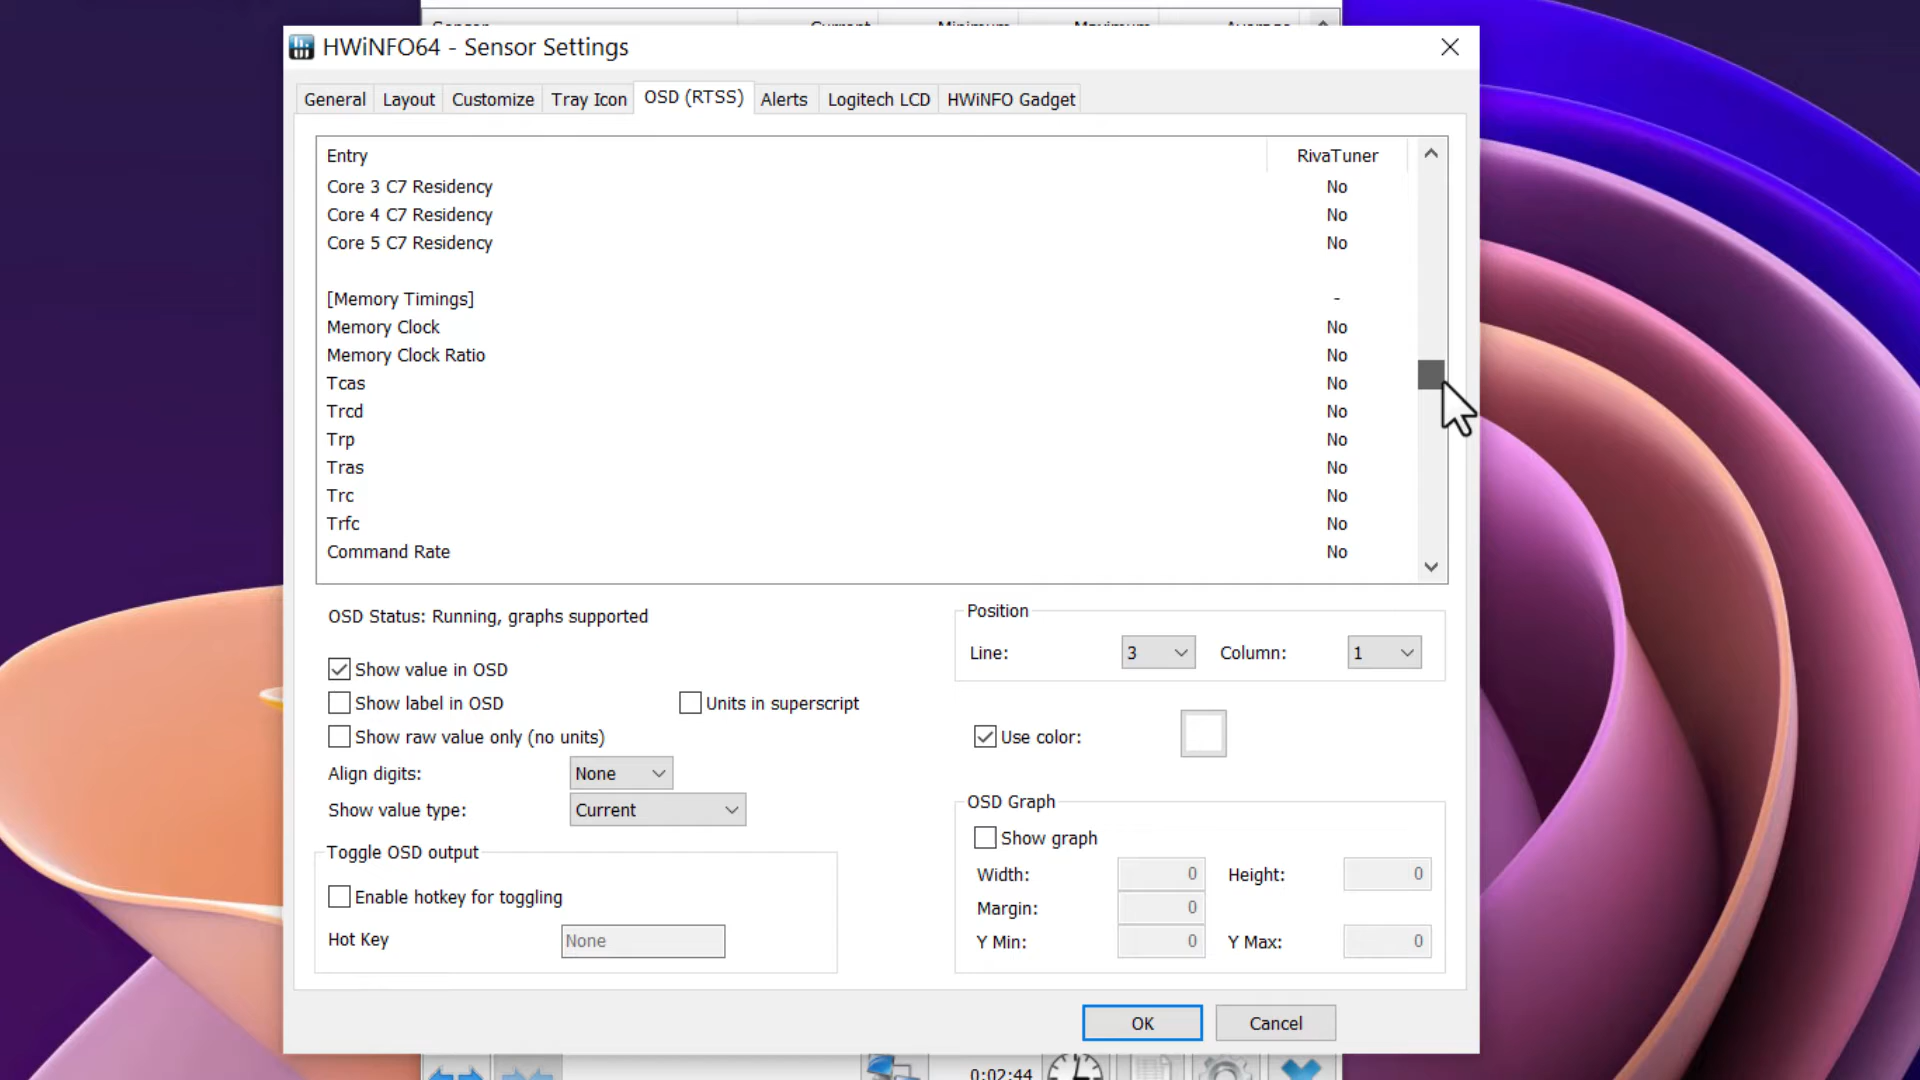 Sensor Current Minimum Maximum Average
HWiNFO64 - Sensor Settings
General Layout Customize Tray Icon OSD (RTSS) Alerts Logitech LCD HWiNFO Gadget
Entry RivaTuner
Core 3 C7 Residency No
Core 4 C7 Residency No
Core 5 C7 Residency No
[Memory Timings] -
Memory Clock No
Memory Clock Ratio No
Tcas No
Trcd No
Trp No
Tras No
Trc No
Trfc No
Command Rate No
OSD Status: Running, graphs supported
Show value in OSD
Show label in OSD Units in superscript
Show raw value only (no units)
Align digits: None
Show value type: Current
Toggle OSD output
Enable hotkey for toggling
Hot Key None
Position
Line: 3 Column: 1
Use color:
OSD Graph
Show graph
Width: 0 Height: 0
Margin: 0
Y Min: 0 Y Max: 0
OK Cancel
0:02:44